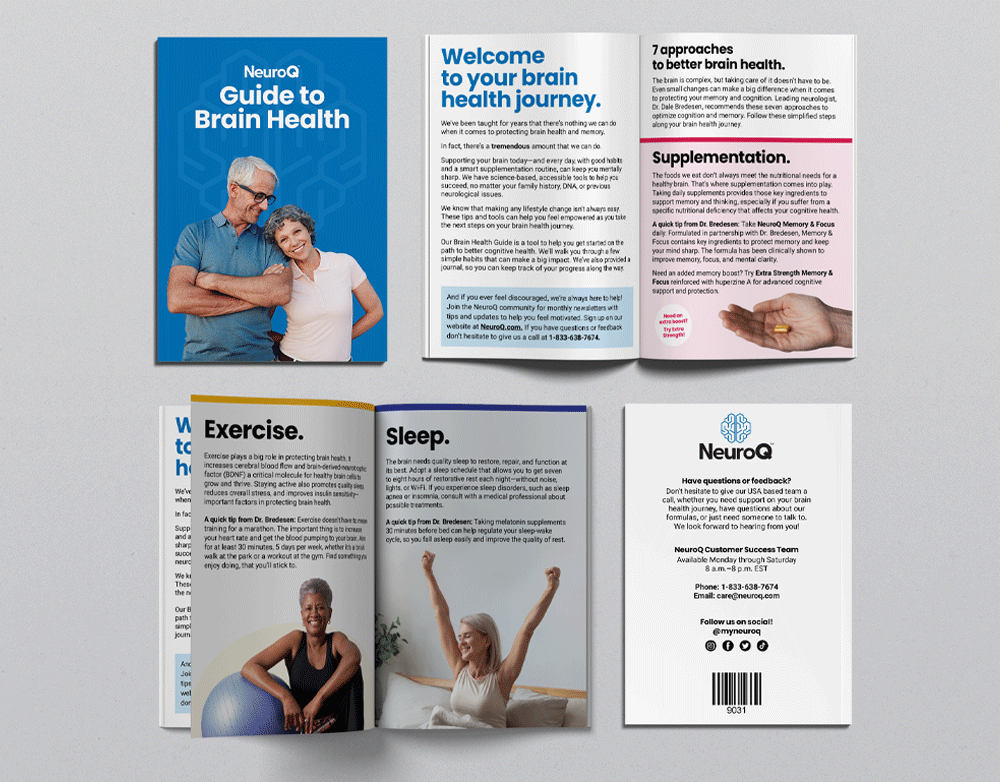 NeuroQ™
Guide to
Brain Health
Welcome
to your brain
health journey.
We've been taught for years that there's nothing we can do
when it comes to protecting brain health and memory.
In fact, there's a tremendous amount that we can do.
Supporting your brain today—and every day, with good habits
and a smart supplementation routine, can keep you mentally
sharp. We have science-based, accessible tools to help you
succeed, no matter your family history, DNA, or previous
neurological issues.
We know that making any lifestyle change isn't always easy.
These tips and tools can help you feel empowered as you take
the next steps on your brain health journey.
Our Brain Health Guide is a tool to help you get started on the
path to better cognitive health. We'll walk you through a few
simple habits that can make a big impact. We've also provided a
journal, so you can keep track of your progress along the way.
And if you ever feel discouraged, we're always here to help!
Join the NeuroQ community for monthly newsletters with
tips and updates to help you feel motivated. Sign up on our
website at NeuroQ.com. If you have questions or feedback
don't hesitate to give us a call at 1-833-638-7674.
7 approaches
to better brain health.
The brain is complex, but taking care of it doesn't have to be.
Even small changes can make a big difference when it comes
to protecting your memory and cognition. Leading neurologist,
Dr. Dale Bredesen, recommends these seven approaches to
optimize cognition and memory. Follow these simplified steps
along your brain health journey.
Supplementation.
The foods we eat don't always meet the nutritional needs for a
healthy brain. That's where supplementation comes into play.
Taking daily supplements provides those key ingredients to
support memory and thinking, especially if you suffer from a
specific nutritional deficiency that affects your cognitive health.
A quick tip from Dr. Bredesen: Take NeuroQ Memory & Focus
daily. Formulated in partnership with Dr. Bredesen, Memory &
Focus contains key ingredients to protect memory and keep
your mind sharp. The formula has been clinically shown to
improve memory, focus, and mental clarity.
Need an added memory boost? Try Extra Strength Memory &
Focus reinforced with huperzine A for advanced cognitive
support and protection.
Need an
extra boost?
Try Extra
Strength!
W
to
he
We've
when
In fac
Supp
and a
sharp
succe
neuro
We kn
These
the ne
Our B
path t
simpl
journa
And
Join
tips
web
don
Exercise.
Exercise plays a big role in protecting brain health. It
increases cerebral blood flow and brain-derived neurotrophic
factor (BDNF) a critical molecule for healthy brain cells to
grow and thrive. Staying active also promotes quality sleep,
reduces overall stress, and improves insulin sensitivity—
important factors in protecting brain health.
A quick tip from Dr. Bredesen: Exercise doesn't have to mean
training for a marathon. The important thing is to increase
your heart rate and get the blood pumping to your brain. Aim
for at least 30 minutes, 5 days per week, whether it's a brisk
walk at the park or a workout at the gym. Find something you
enjoy doing, that you'll stick to.
Sleep.
The brain needs quality sleep to restore, repair, and function at
its best. Adopt a sleep schedule that allows you to get seven
to eight hours of restorative rest each night—without noise,
lights, or Wi-Fi. If you experience sleep disorders, such as sleep
apnea or insomnia, consult with a medical professional about
possible treatments.
A quick tip from Dr. Bredesen: Taking melatonin supplements
30 minutes before bed can help regulate your sleep-wake
cycle, so you fall asleep easily and improve the quality of rest.
NeuroQ™
Have questions or feedback?
Don't hesitate to give our USA based team a
call, whether you need support on your brain
health journey, have questions about our
formulas, or just need someone to talk to.
We look forward to hearing from you!
NeuroQ Customer Success Team
Available Monday through Saturday
8 a.m.–8 p.m. EST
Phone: 1-833-638-7674
Email: care@neuroq.com
Follow us on social!
@myneuroq
9031